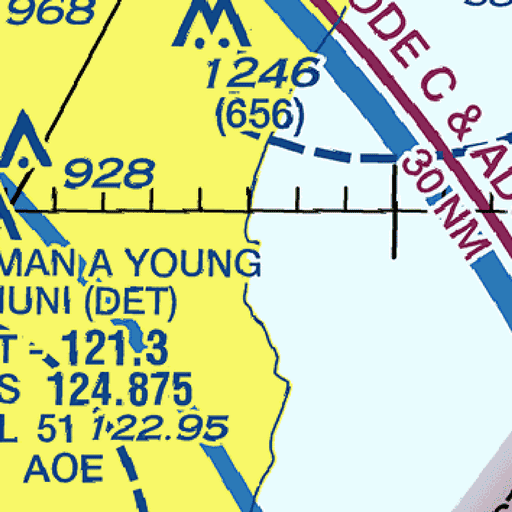 968
1246
(656)
ODE C & AD
30 NM
928
MAN A YOUNG
MUNI (DET)
T - 121.3
S 124.875
L 51 122.95
AOE